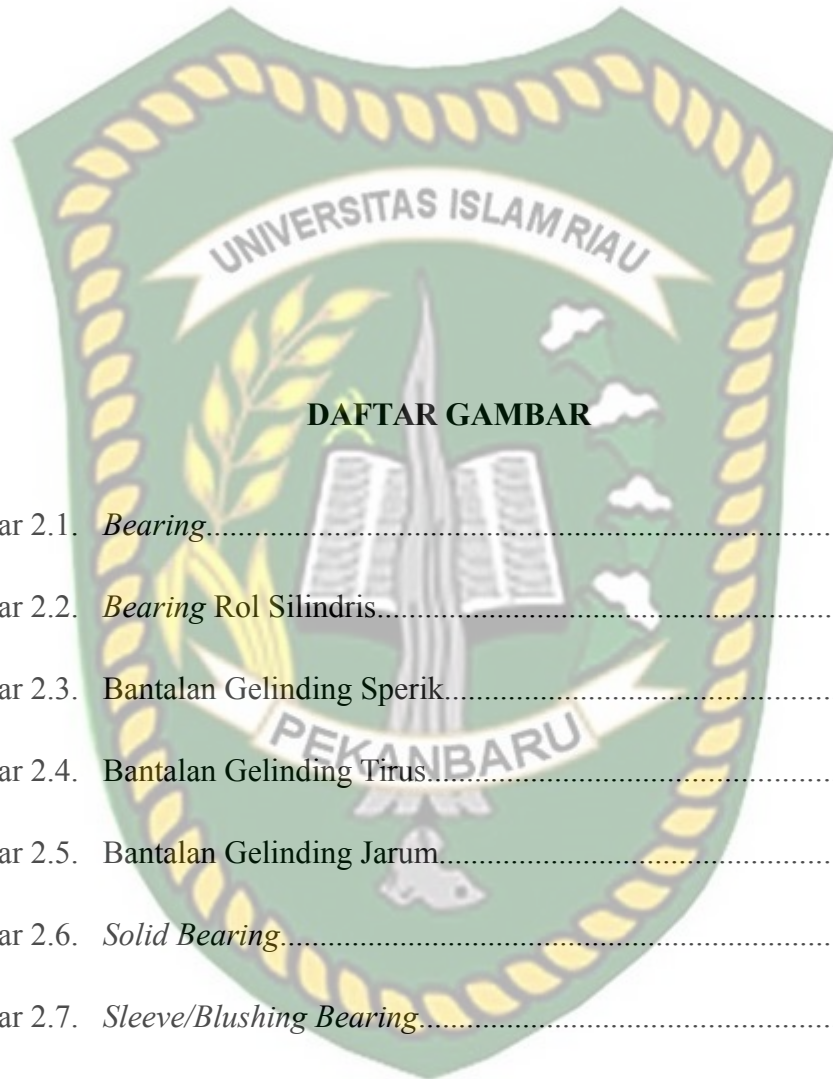 UNIVERSITAS ISLAM RIAU
DAFTAR GAMBAR
ar 2.1. Bearing................................................................................
ar 2.2. Bearing Rol Silindris..........................................................
ar 2.3. Bantalan Gelinding Sperik.................................................
ar 2.4. Bantalan Gelinding Tirus...................................................
PEKANBARU
ar 2.5. Bantalan Gelinding Jarum..................................................
ar 2.6. Solid Bearing......................................................................
ar 2.7. Sleeve/Blushing Bearing.....................................................